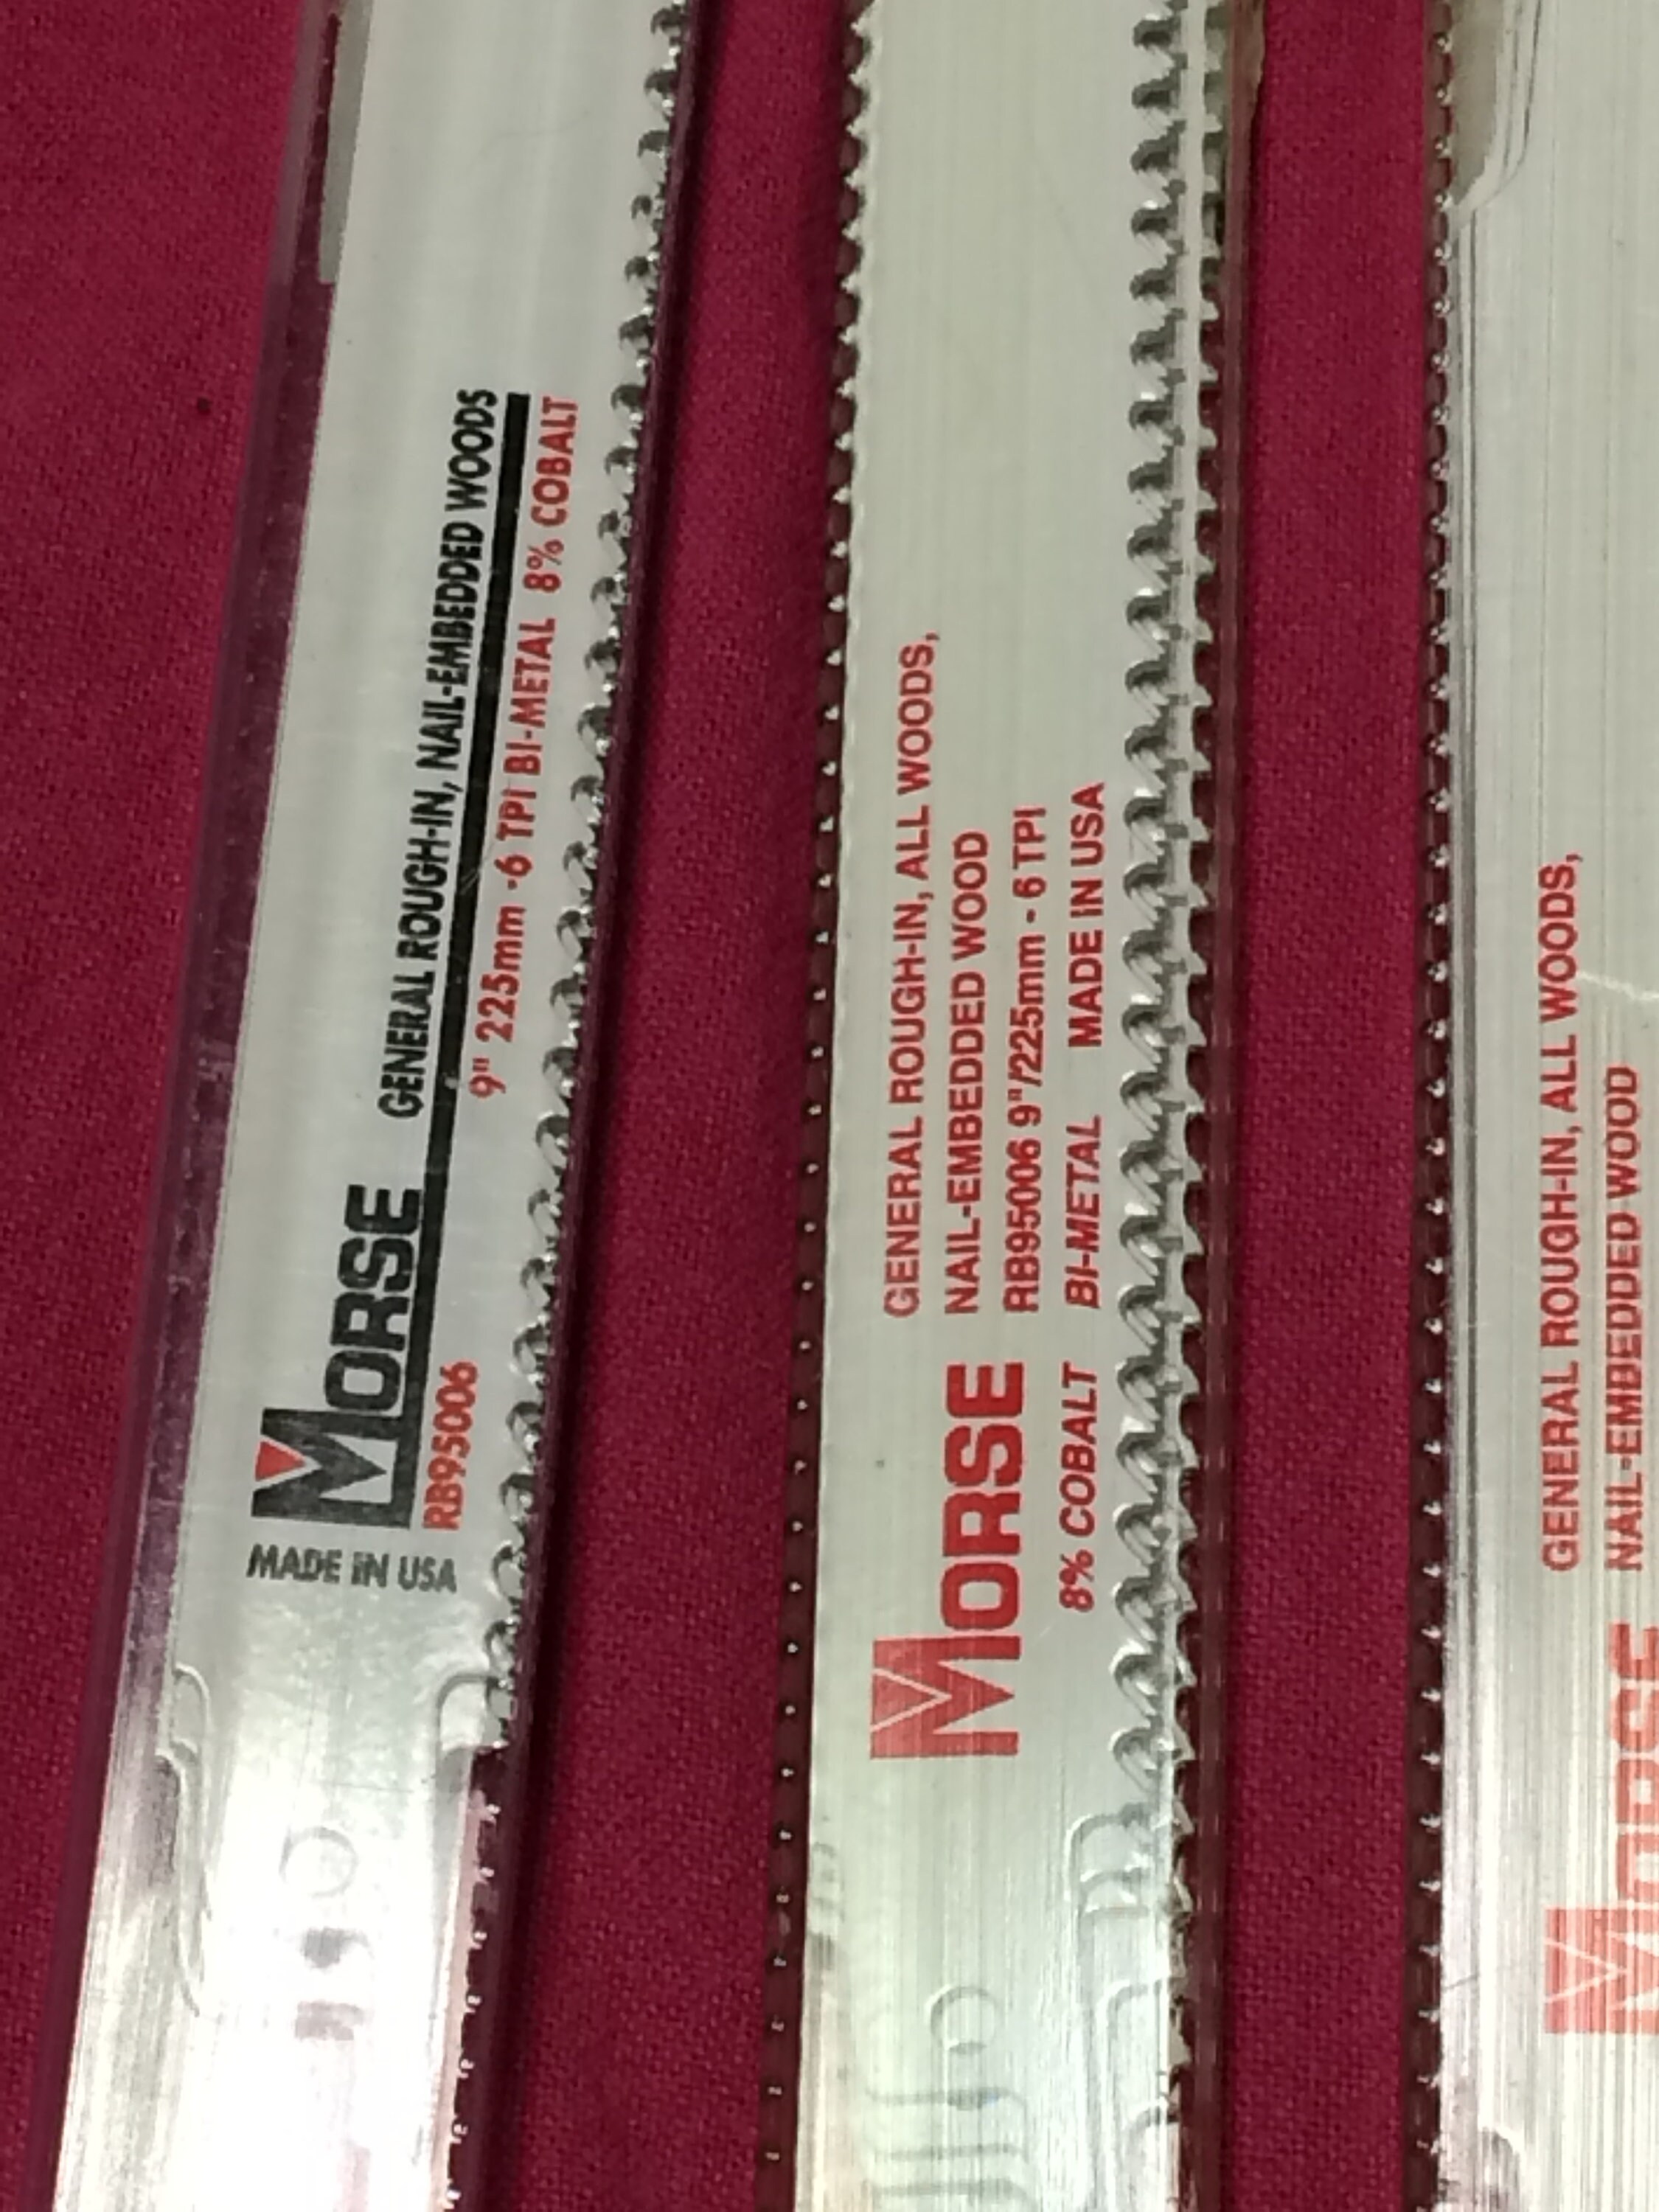 MADE IN USA
MORSE
GENERAL ROUGH-IN, NAIL-EMBEDDED WOODS
RB95006
9" 225mm -6 TPI BI-METAL 8% COBALT
MORSE
GENERAL ROUGH-IN, ALL WOODS,
NAIL-EMBEDDED WOOD
RB95006 9"/225mm - 6 TPI
8% COBALT BI-METAL MADE IN USA
MORSE
GENERAL ROUGH-IN, ALL WOODS,
NAIL-EMBEDDED WOOD